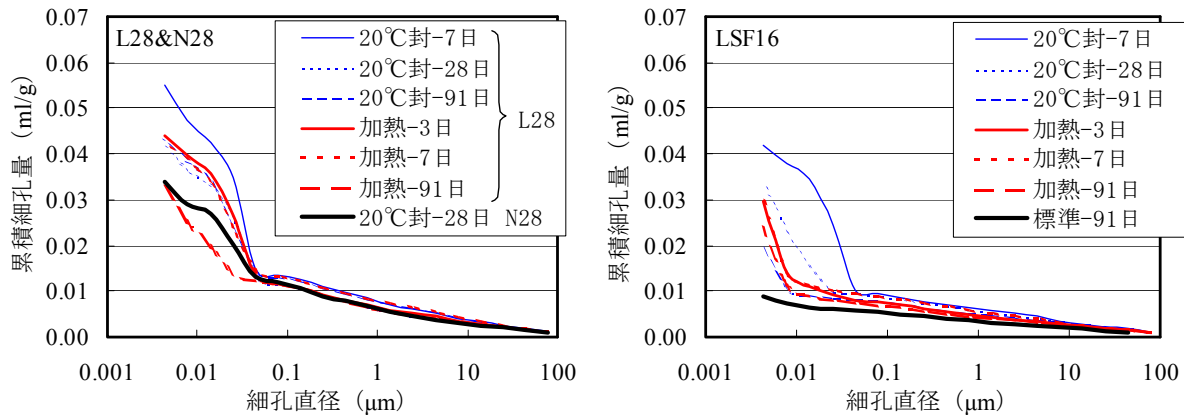 L28&N28
累積細孔量 (ml/g)
0.07
0.06
0.05
0.04
0.03
0.02
0.01
0.00
0.001
0.01
0.1
1
10
100
細孔直径 (μm)
20℃封-7日
20℃封-28日
20℃封-91日
加熱-3日
加熱-7日
加熱-91日
L28
20℃封-28日 N28
LSF16
累積細孔量 (ml/g)
0.07
0.06
0.05
0.04
0.03
0.02
0.01
0.00
0.001
0.01
0.1
1
10
100
細孔直径 (μm)
20℃封-7日
20℃封-28日
20℃封-91日
加熱-3日
加熱-7日
加熱-91日
標準-91日